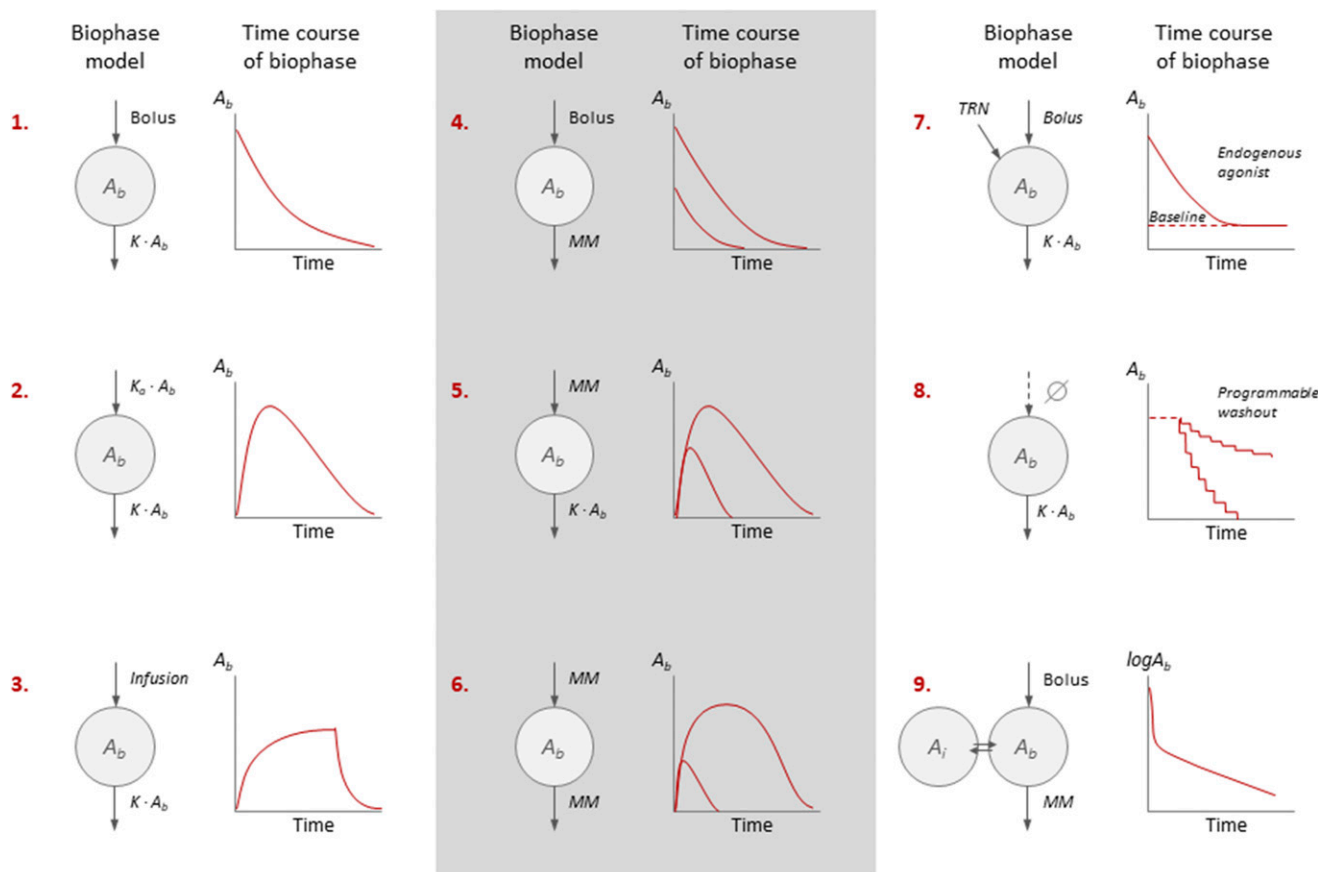 Biophase model
Time course of biophase
1.
Bolus
A_b
K · A_b
A_b
Time
2.
K_a · A_b
A_b
K · A_b
A_b
Time
3.
Infusion
A_b
K · A_b
A_b
Time
Biophase model
Time course of biophase
4.
Bolus
A_b
MM
A_b
Time
5.
MM
A_b
K · A_b
A_b
Time
6.
MM
A_b
MM
A_b
Time
Biophase model
Time course of biophase
7.
TRN
Bolus
A_b
K · A_b
A_b
Endogenous agonist
Baseline
Time
8.
∅
A_b
K · A_b
A_b
Programmable washout
Time
9.
Bolus
A_i
A_b
MM
logA_b
Time